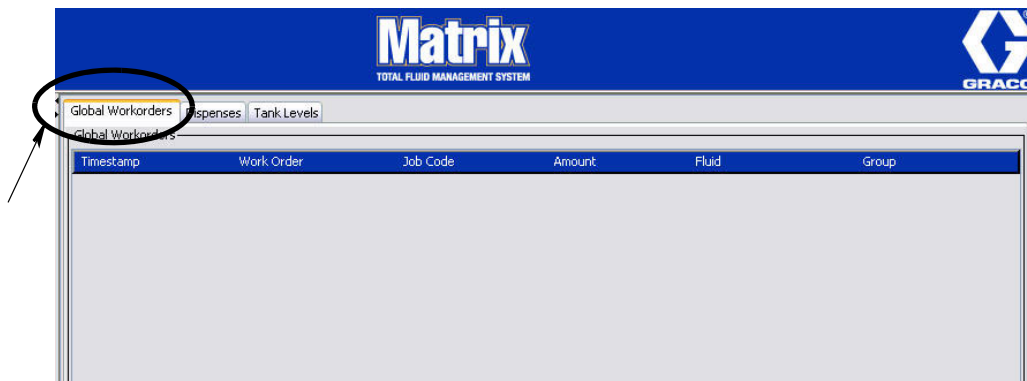 Matrix
TOTAL FLUID MANAGEMENT SYSTEM
GRACO
Global Workorders Dispenses Tank Levels
Global Workorders
Timestamp Work Order Job Code Amount Fluid Group